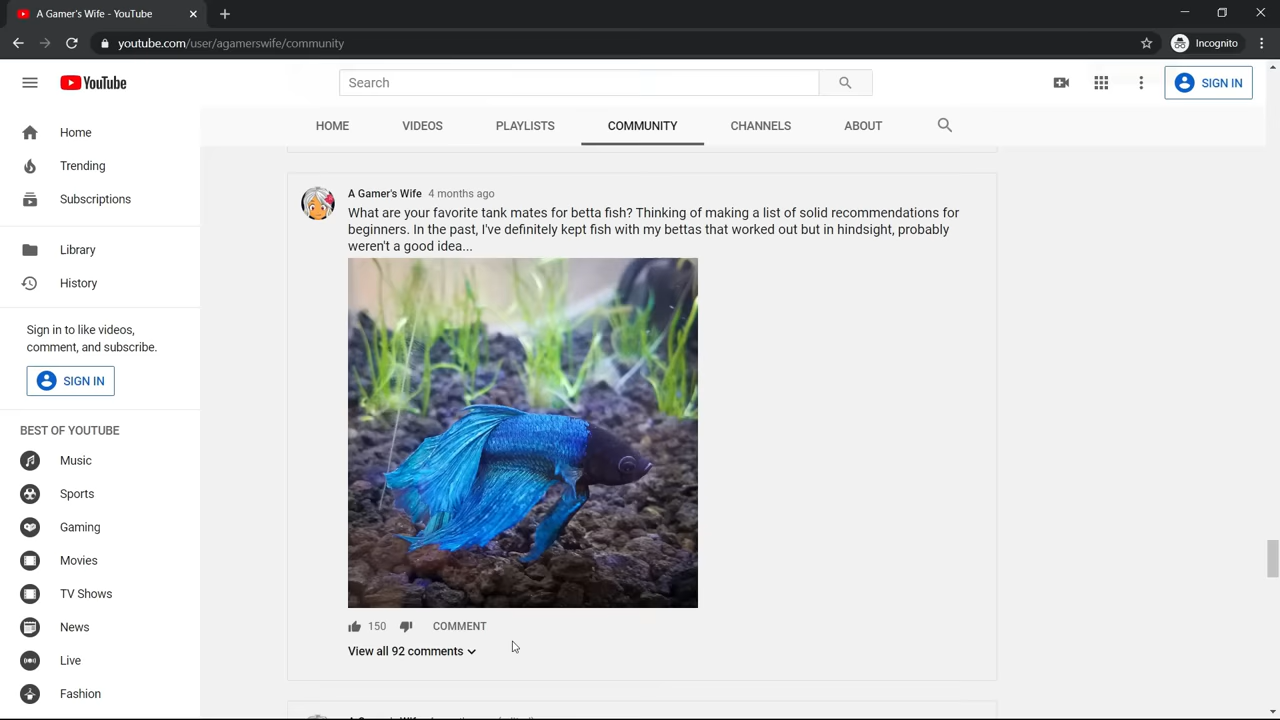 A Gamer's Wife - YouTube
youtube.com/user/agamerswife/community
Incognito
YouTube
Search
SIGN IN
HOME
VIDEOS
PLAYLISTS
COMMUNITY
CHANNELS
ABOUT
Home
Trending
Subscriptions
Library
History
Sign in to like videos,
comment, and subscribe.
SIGN IN
BEST OF YOUTUBE
Music
Sports
Gaming
Movies
TV Shows
News
Live
Fashion
A Gamer's Wife 4 months ago
What are your favorite tank mates for betta fish? Thinking of making a list of solid recommendations for
beginners. In the past, I've definitely kept fish with my bettas that worked out but in hindsight, probably
weren't a good idea...
150
COMMENT
View all 92 comments